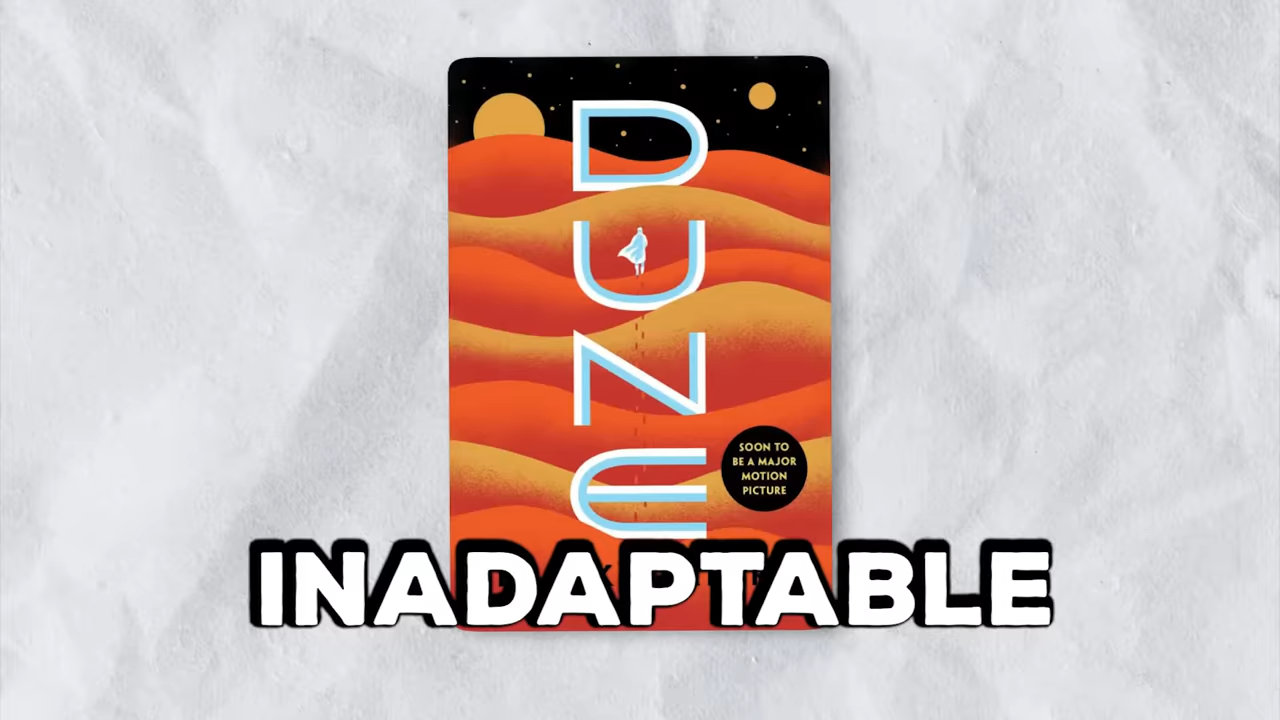 DUNE
SOON TO
BE A MAJOR
MOTION
PICTURE
INADAPTABLE